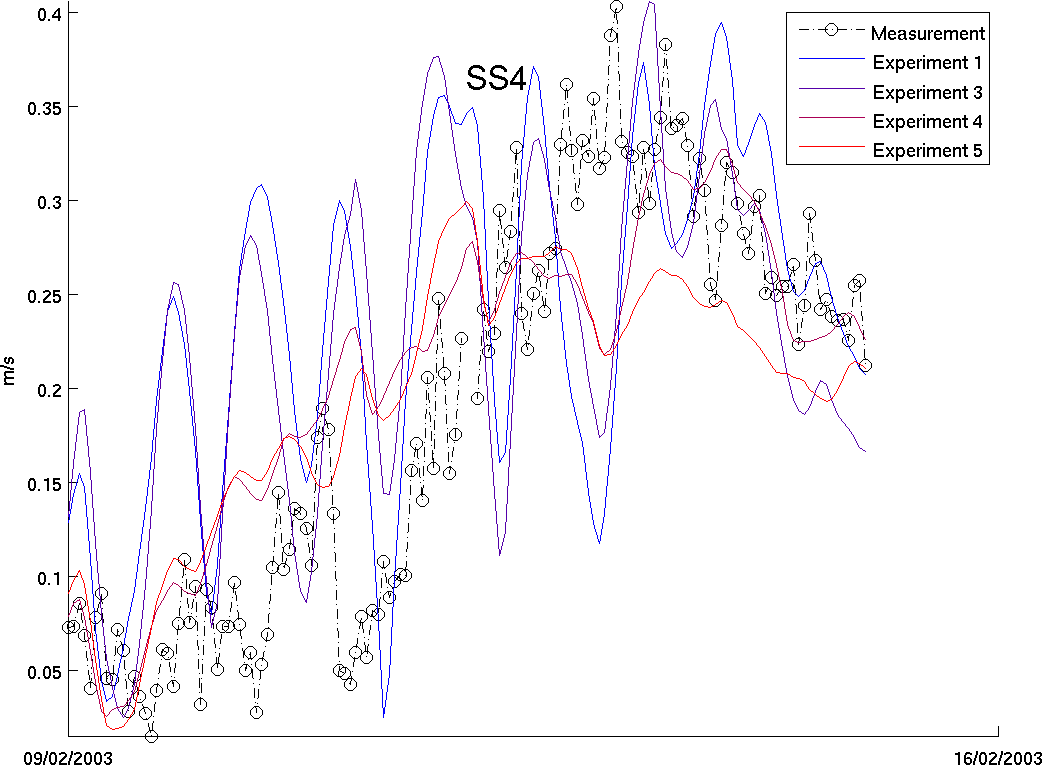 0.4
SS4
Measurement
Experiment 1
Experiment 3
Experiment 4
Experiment 5
0.35
0.3
0.25
m/s
0.2
0.15
0.1
0.05
09/02/2003
16/02/2003